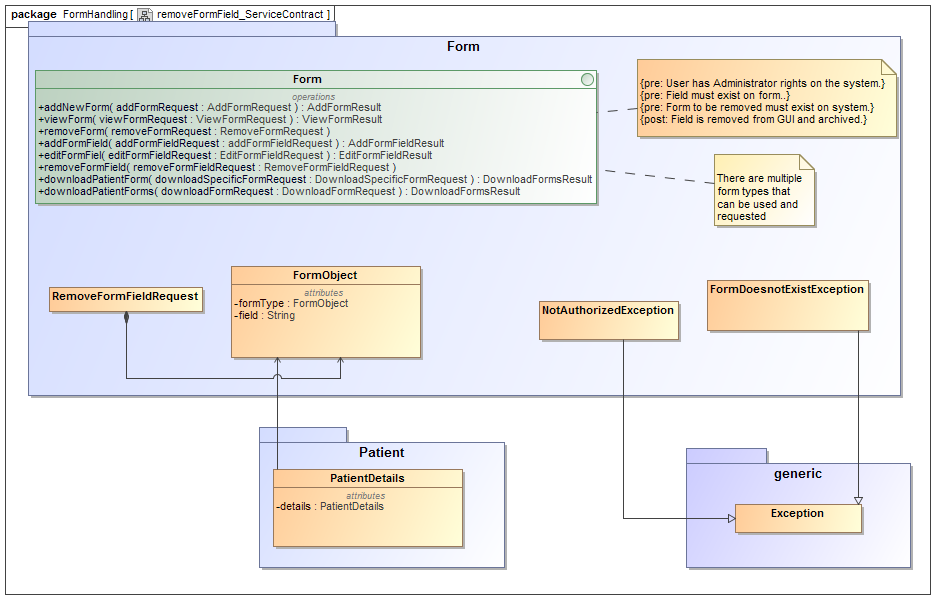 package FormHandling[ removeFormField_ServiceContract ]
Form
Form
operations
+addNewForm( addFormRequest : AddFormRequest ) : AddFormResult
+viewForm( viewFormRequest : ViewFormRequest ) : ViewFormResult
+removeForm( removeFormRequest : RemoveFormRequest )
+addFormField( addFormFieldRequest : addFormFieldRequest ) : AddFormFieldResult
+editFormFiel( editFormFieldRequest : EditFormFieldRequest ) : EditFormFieldResult
+removeFormField( removeFormFieldRequest : RemoveFormFieldRequest )
+downloadPatientForm( downloadSpecificFormRequest : DownloadSpecificFormRequest ) : DownloadFormsResult
+downloadPatientForms( downloadFormRequest : DownloadFormRequest ) : DownloadFormsResult
{pre: User has Administrator rights on the system.}
{pre: Field must exist on form..}
{pre: Form to be removed must exist on system.}
{post: Field is removed from GUI and archived.}
There are multiple
form types that
can be used and
requested
RemoveFormFieldRequest
FormObject
attributes
-formType : FormObject
-field : String
NotAuthorizedException
FormDoesnotExistException
Patient
PatientDetails
attributes
-details : PatientDetails
generic
Exception